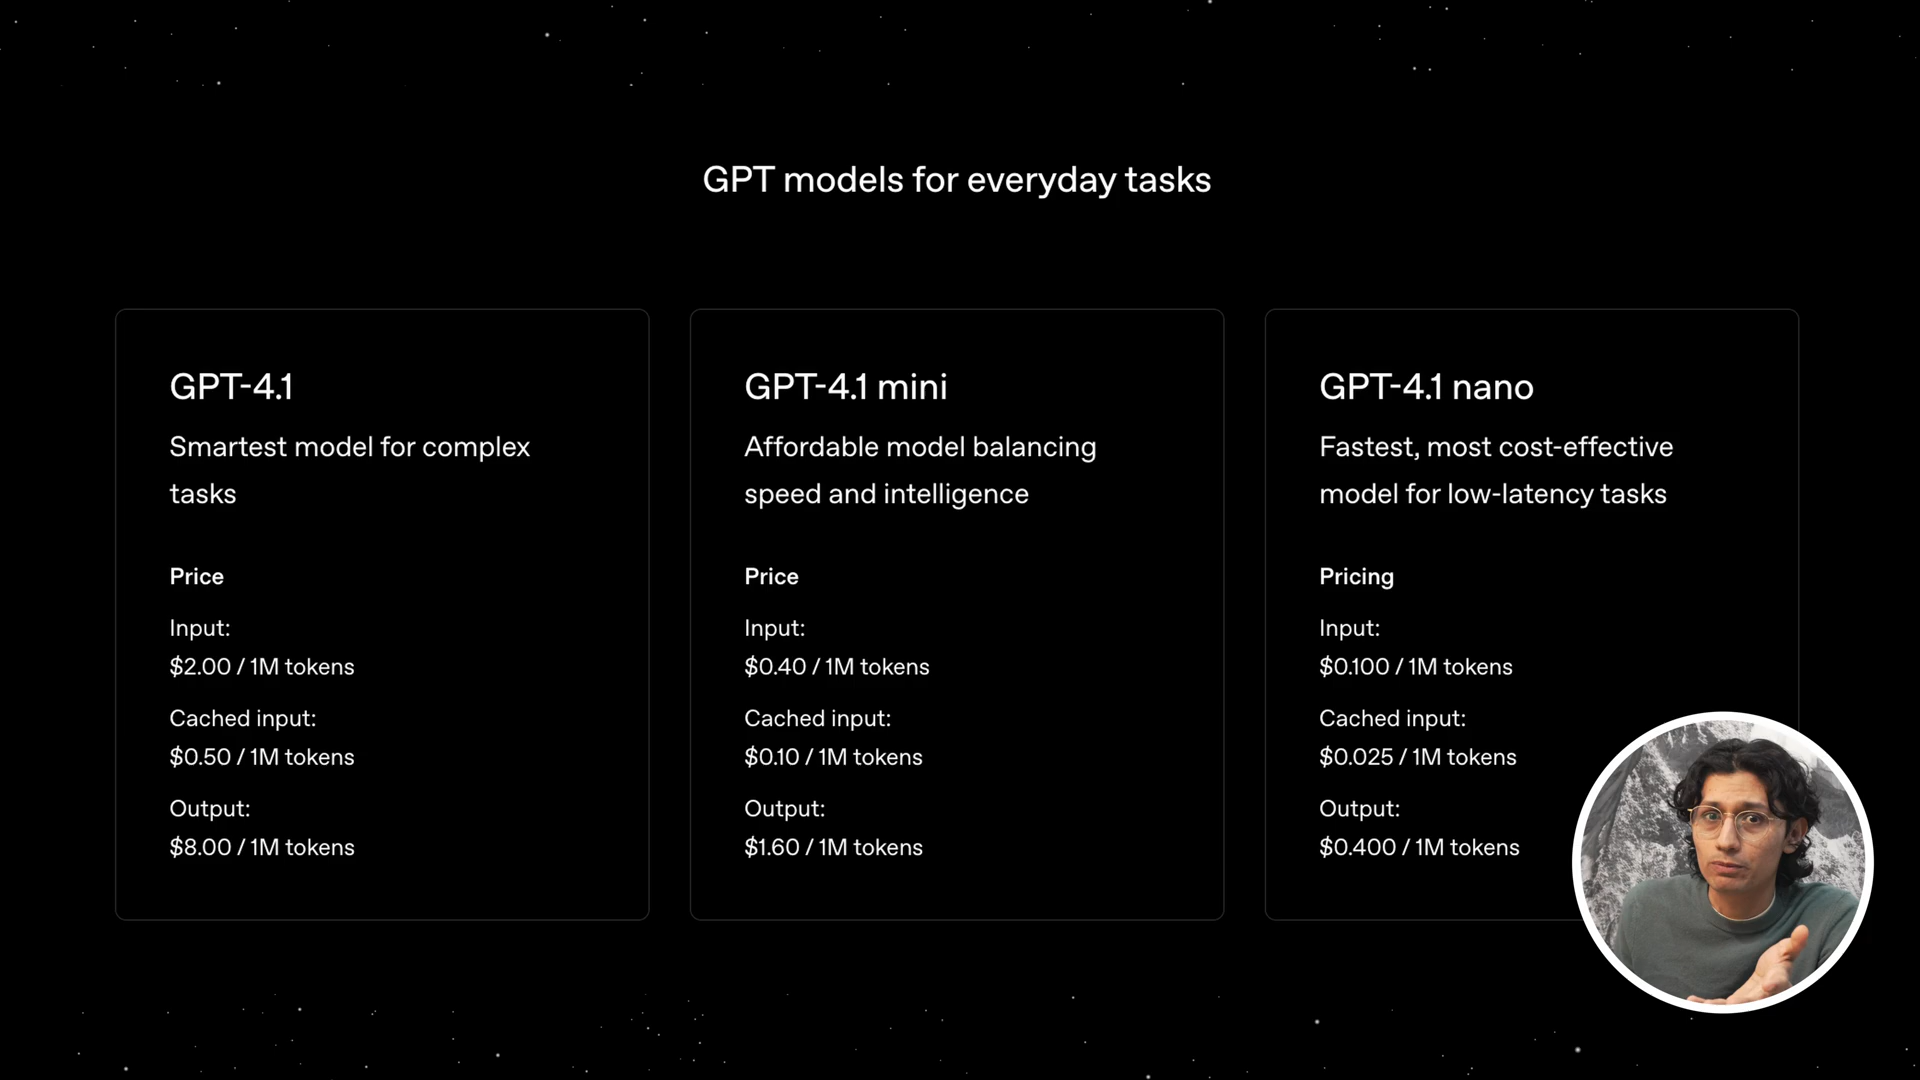 GPT models for everyday tasks
GPT-4.1
Smartest model for complex
tasks
Price
Input:
$2.00 / 1M tokens
Cached input:
$0.50 / 1M tokens
Output:
$8.00 / 1M tokens
GPT-4.1 mini
Affordable model balancing
speed and intelligence
Price
Input:
$0.40 / 1M tokens
Cached input:
$0.10 / 1M tokens
Output:
$1.60 / 1M tokens
GPT-4.1 nano
Fastest, most cost-effective
model for low-latency tasks
Pricing
Input:
$0.100 / 1M tokens
Cached input:
$0.025 / 1M tokens
Output:
$0.400 / 1M tokens